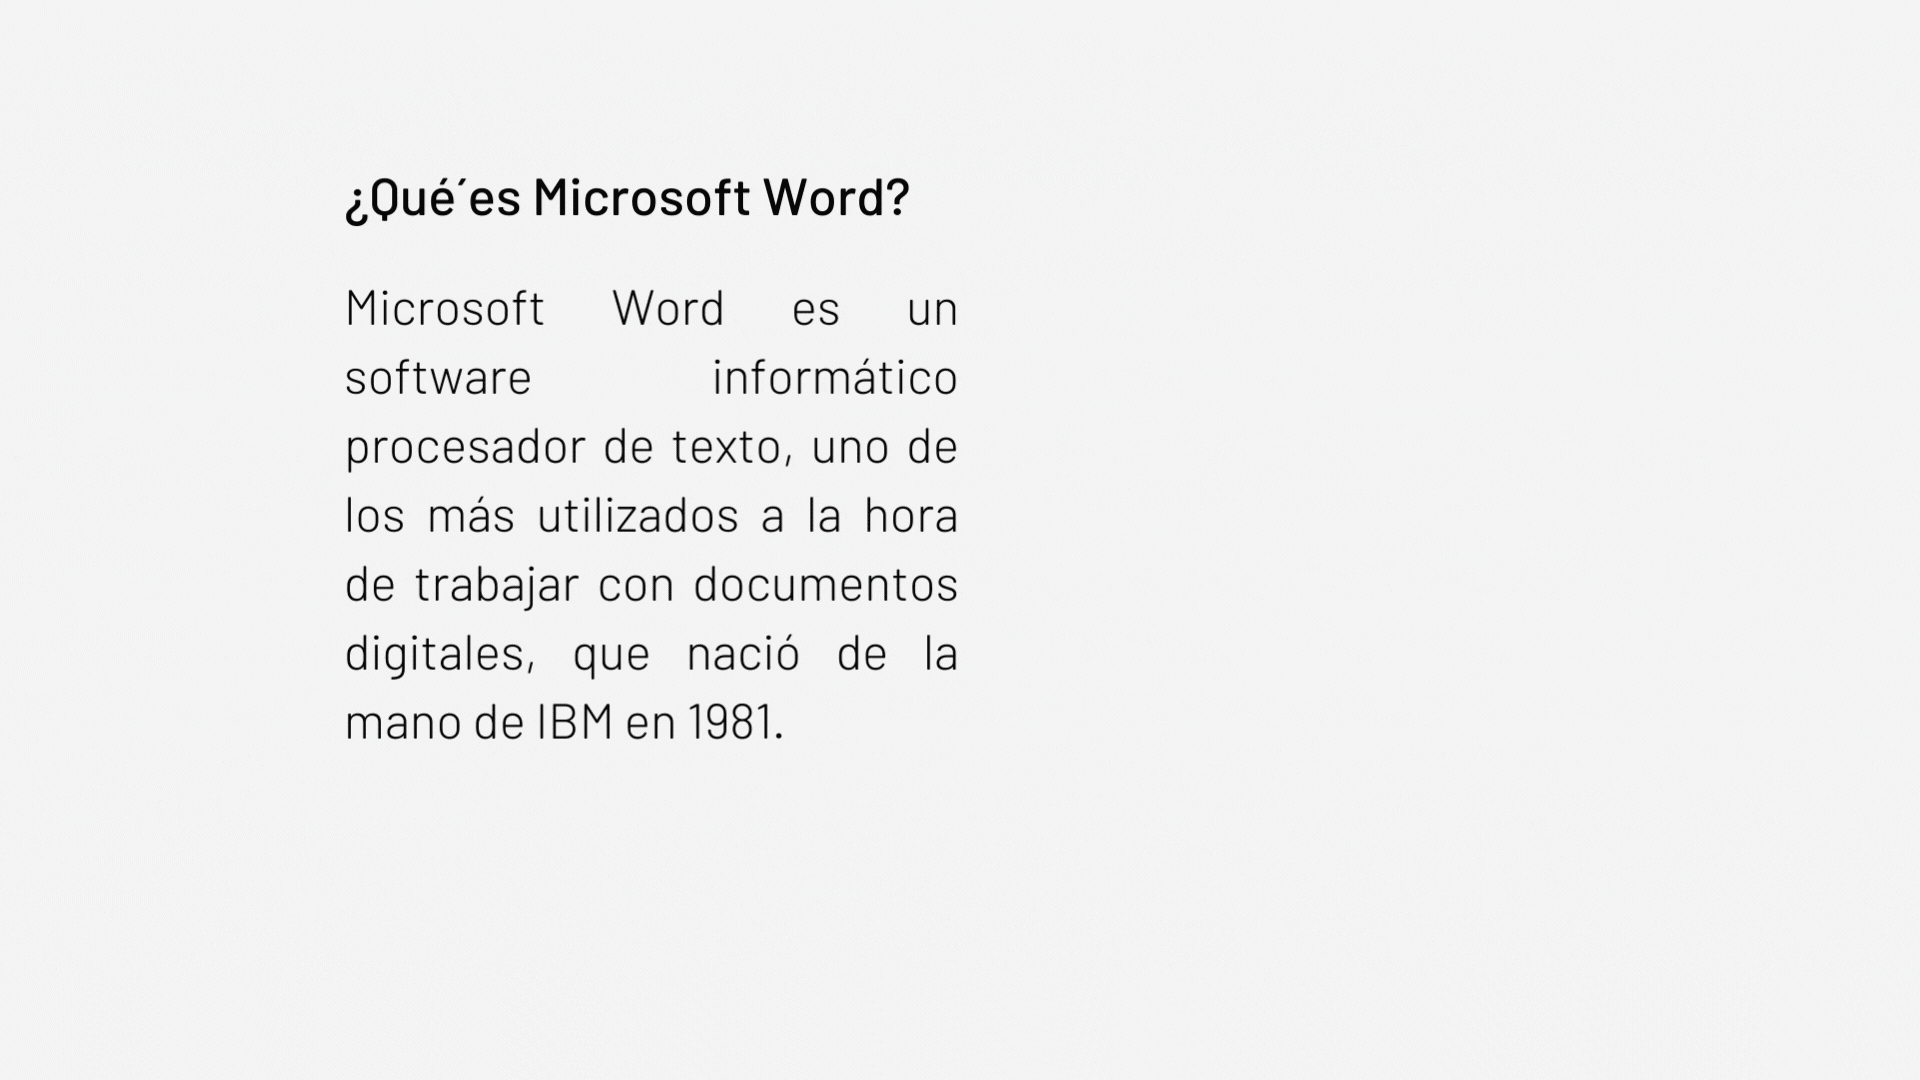 ¿Qué´es Microsoft Word?
Microsoft Word es un
software informático
procesador de texto, uno de
los más utilizados a la hora
de trabajar con documentos
digitales, que nació de la
mano de IBM en 1981.